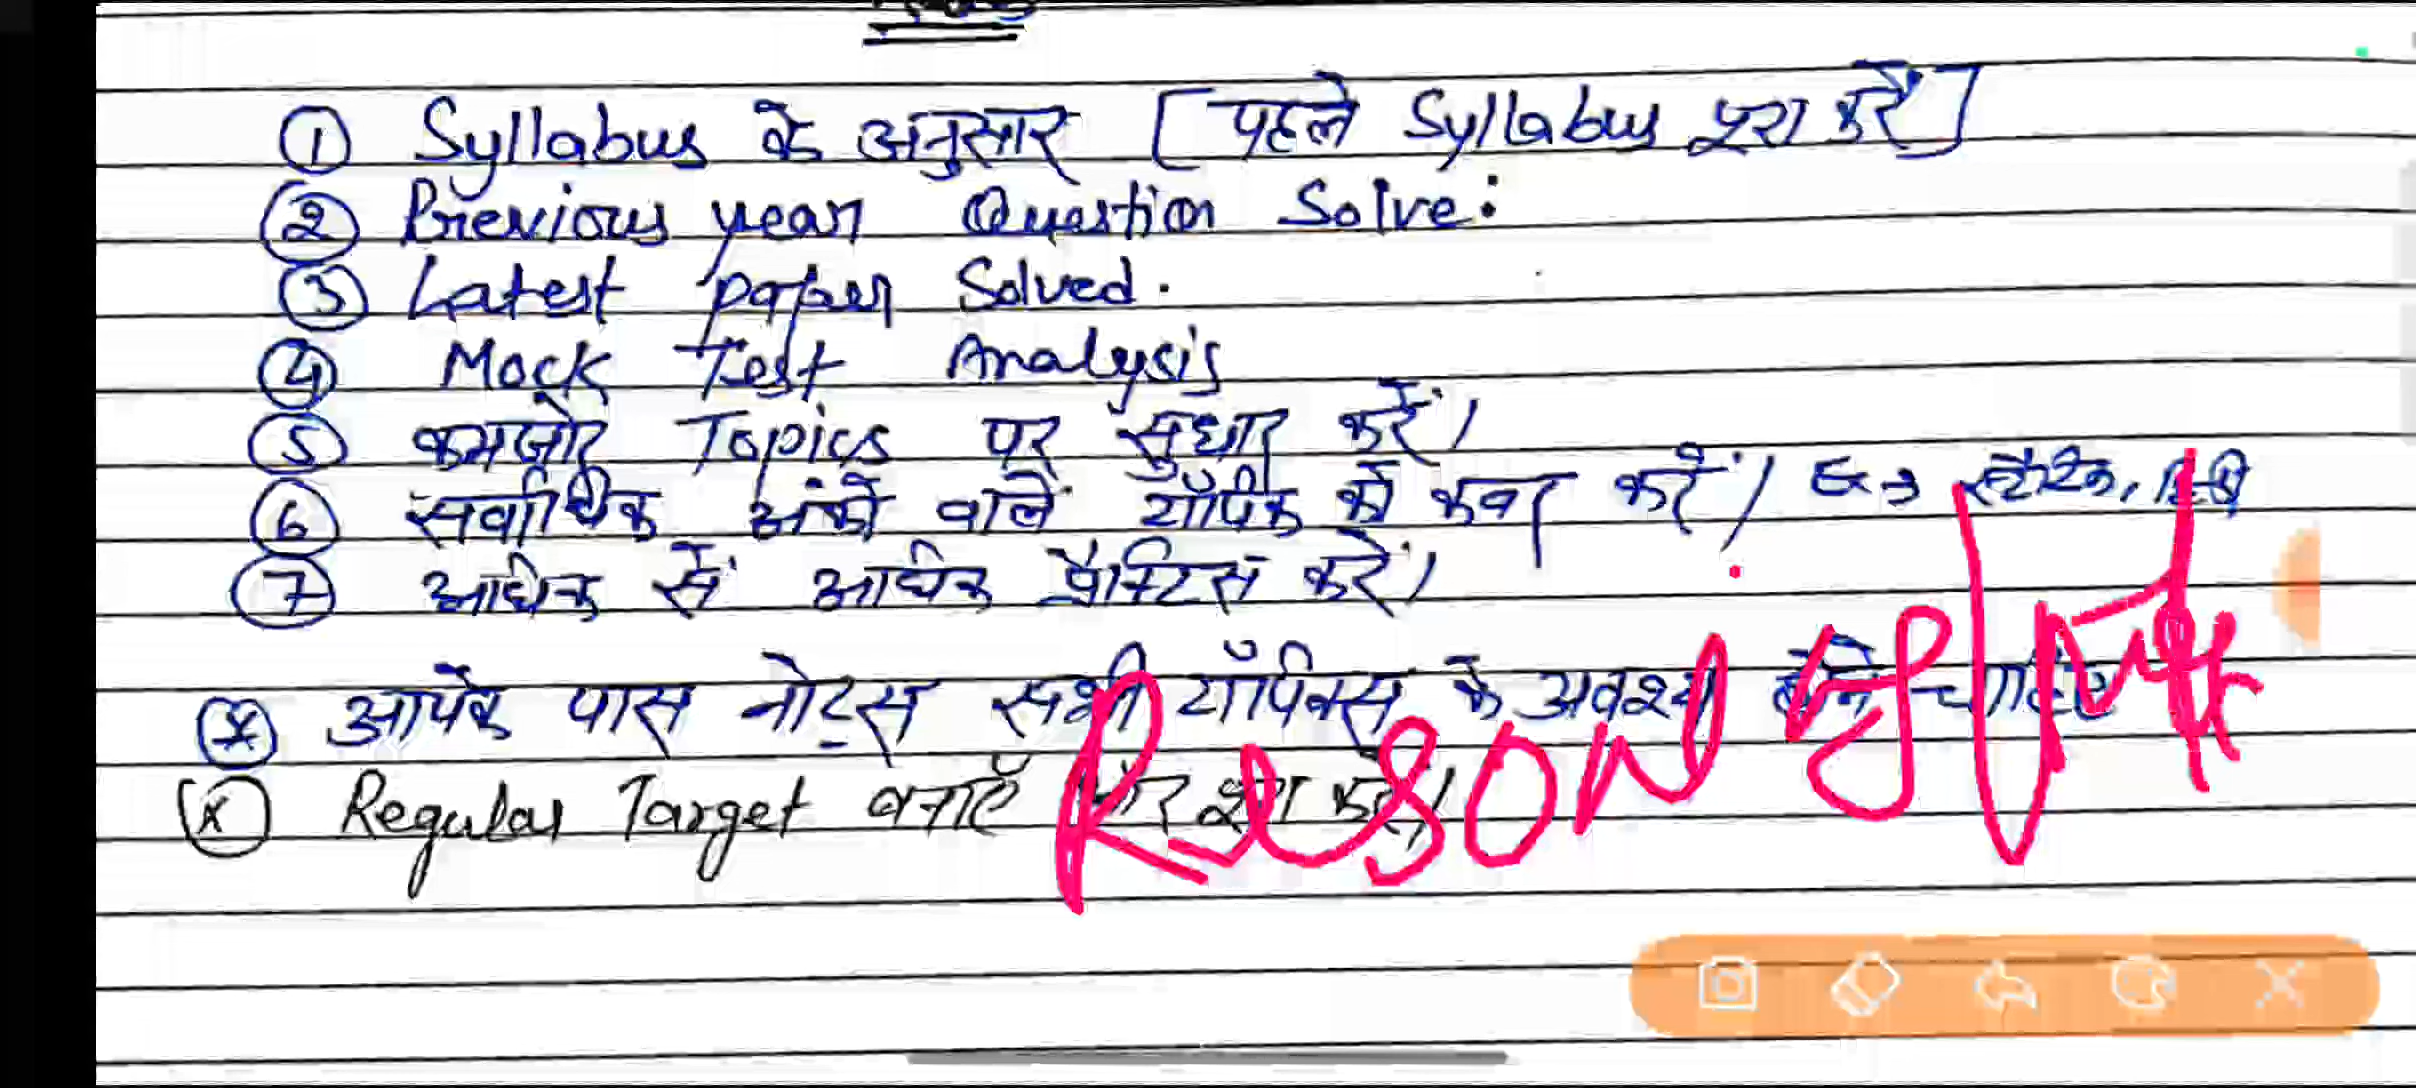 ① Syllabus के अनुसार [पहले Syllabus पूरा करें]
② Previous year Question Solve:
③ Latest paper Solved.
④ Mock Test Analysis
⑤ कमजोर Topics पर सुधार करें।
⑥ सर्वाधिक अंको वाले टॉपिक को कवर करें। Ex →
⑦ अधिक से अधिक प्रैक्टिस करें।
आपके पास नोट्स सभी टॉपिक्स के अवश्य होने चाहिए
Regular Target बनाएँ और पूरा करें।